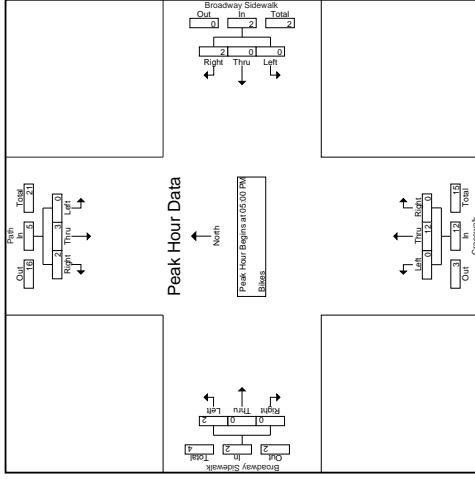 Broadway Sidewalk
Out In Total
0 2 2
2 0 0
Right Thru Left
Path
Out In Total
16 5 21
2 3 0
Right Thru Left
Peak Hour Data
North
Peak Hour Begins at 05:00 PM
Bikes
Left Thru Right
0 12 0
3 12 15
Out In Total
Broadway Sidewalk
Out In Total
2 2 4
0 0 2
Right Thru Left